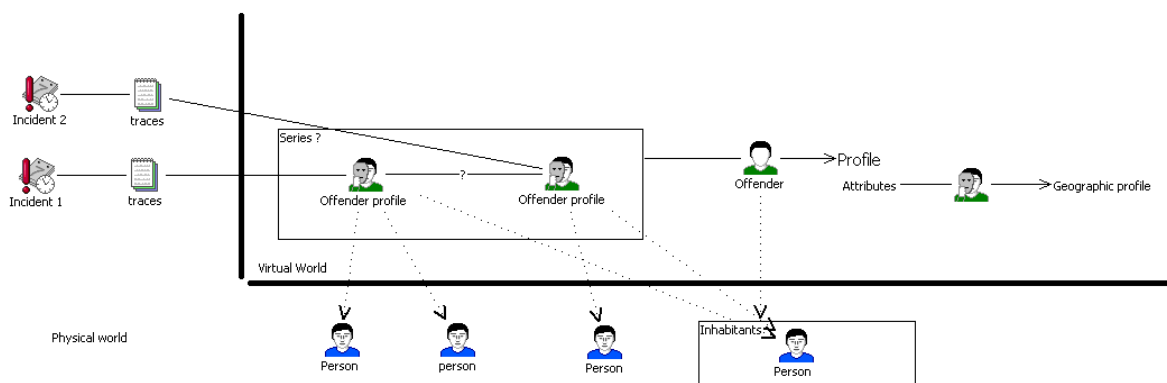 Incident 2
traces
Series ?
?
Profile
Incident 1
traces
Offender profile
Offender profile
Offender
Attributes
Geographic profile
Virtual World
Physical world
Inhabitants
Person
person
Person
Person